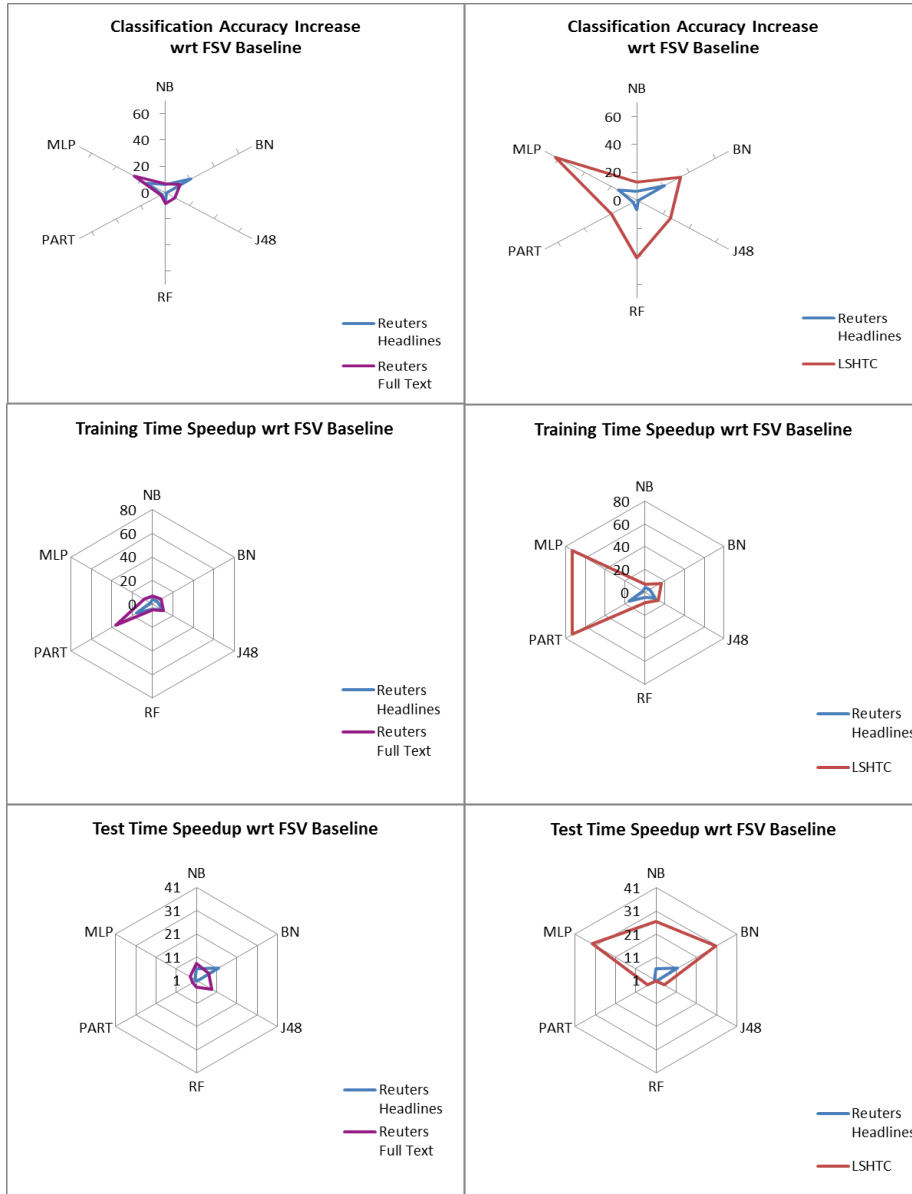 Classification Accuracy Increase
wrt FSV Baseline
NB
60
40
20
0
MLP
BN
PART
J48
RF
Reuters
Headlines
Reuters
Full Text
Classification Accuracy Increase
wrt FSV Baseline
NB
60
40
20
0
MLP
BN
PART
J48
RF
Reuters
Headlines
LSHTC
Training Time Speedup wrt FSV Baseline
NB
80
60
40
20
0
MLP
BN
PART
J48
RF
Reuters
Headlines
Reuters
Full Text
Training Time Speedup wrt FSV Baseline
NB
80
60
40
20
0
MLP
BN
PART
J48
RF
Reuters
Headlines
LSHTC
Test Time Speedup wrt FSV Baseline
NB
41
31
21
11
1
MLP
BN
PART
J48
RF
Reuters
Headlines
Reuters
Full Text
Test Time Speedup wrt FSV Baseline
NB
41
31
21
11
1
MLP
BN
PART
J48
RF
Reuters
Headlines
LSHTC